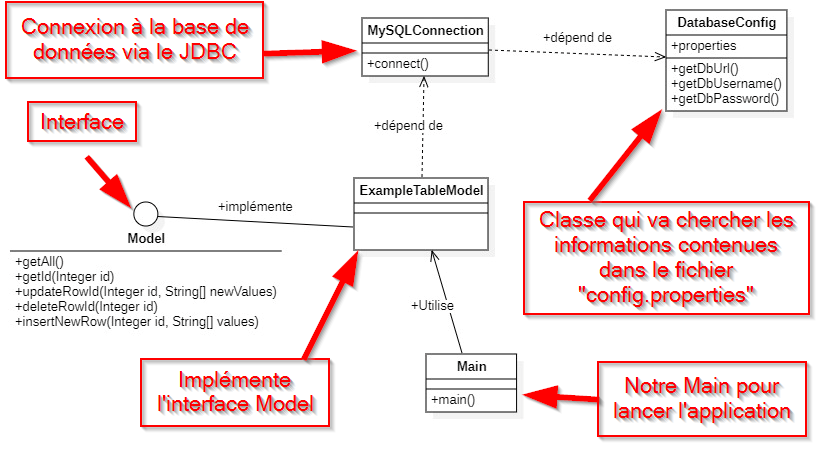 Connexion à la base de
données via le JDBC
MySQLConnection
+connect()
+dépend de
DatabaseConfig
+properties
+getDbUrl()
+getDbUsername()
+getDbPassword()
Interface
+dépend de
Classe qui va chercher les
informations contenues
dans le fichier
"config.properties"
ExampleTableModel
+implémente
Model
+getAll()
+getId(Integer id)
+updateRowId(Integer id, String[] newValues)
+deleteRowId(Integer id)
+insertNewRow(Integer id, String[] values)
+Utilise
Implémente
l'interface Model
Main
+main()
Notre Main pour
lancer l'application